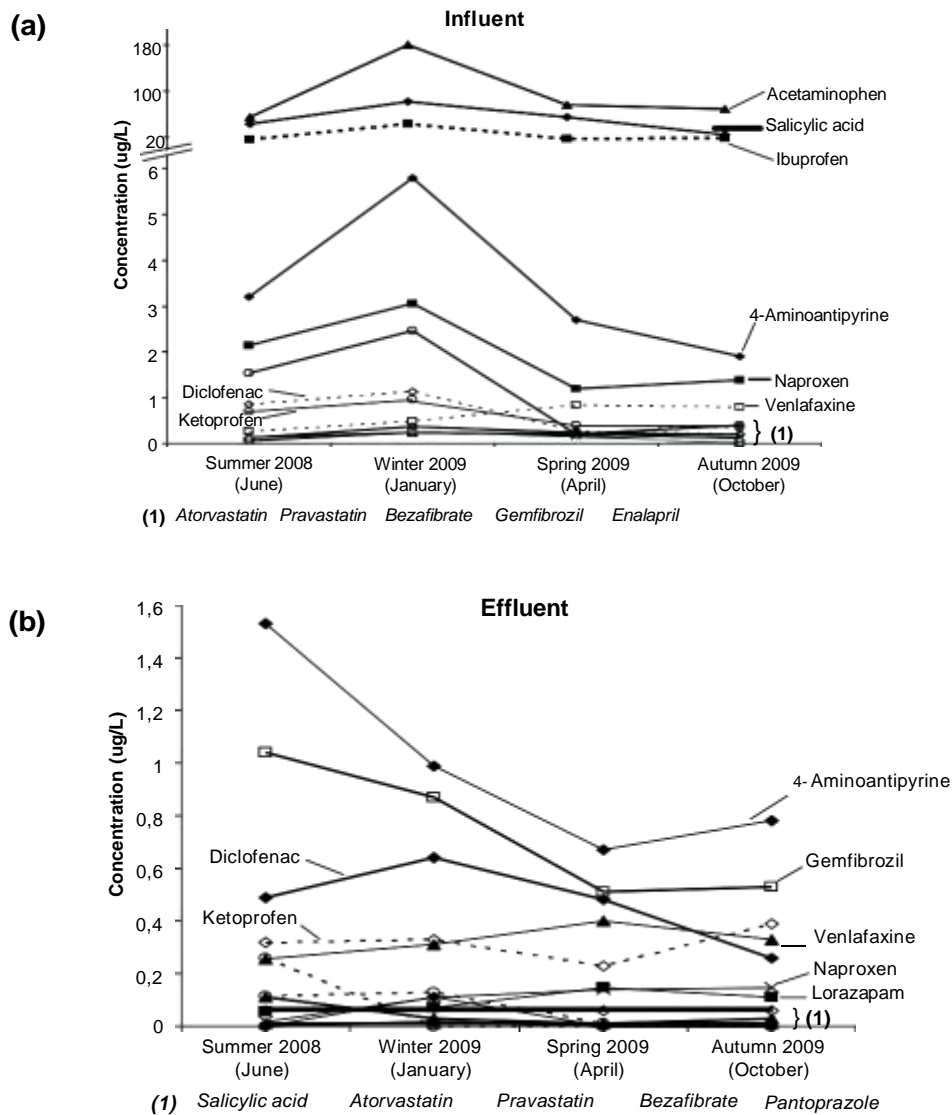 (a)
Influent
Concentration (ug/L)
180
100
20
6
5
4
3
2
1
0
Acetaminophen
Salicylic acid
Ibuprofen
4-Aminoantipyrine
Naproxen
Venlafaxine
} (1)
Diclofenac
Ketoprofen
Summer 2008 Winter 2009 Spring 2009 Autumn 2009
(June) (January) (April) (October)
(1) Atorvastatin Pravastatin Bezafibrate Gemfibrozil Enalapril
(b)
Effluent
Concentration (ug/L)
1,6
1,4
1,2
1
0,8
0,6
0,4
0,2
0
4- Aminoantipyrine
Gemfibrozil
Diclofenac
Ketoprofen
Venlafaxine
Naproxen
Lorazapam
} (1)
Summer 2008 Winter 2009 Spring 2009 Autumn 2009
(June) (January) (April) (October)
(1) Salicylic acid Atorvastatin Pravastatin Bezafibrate Pantoprazole